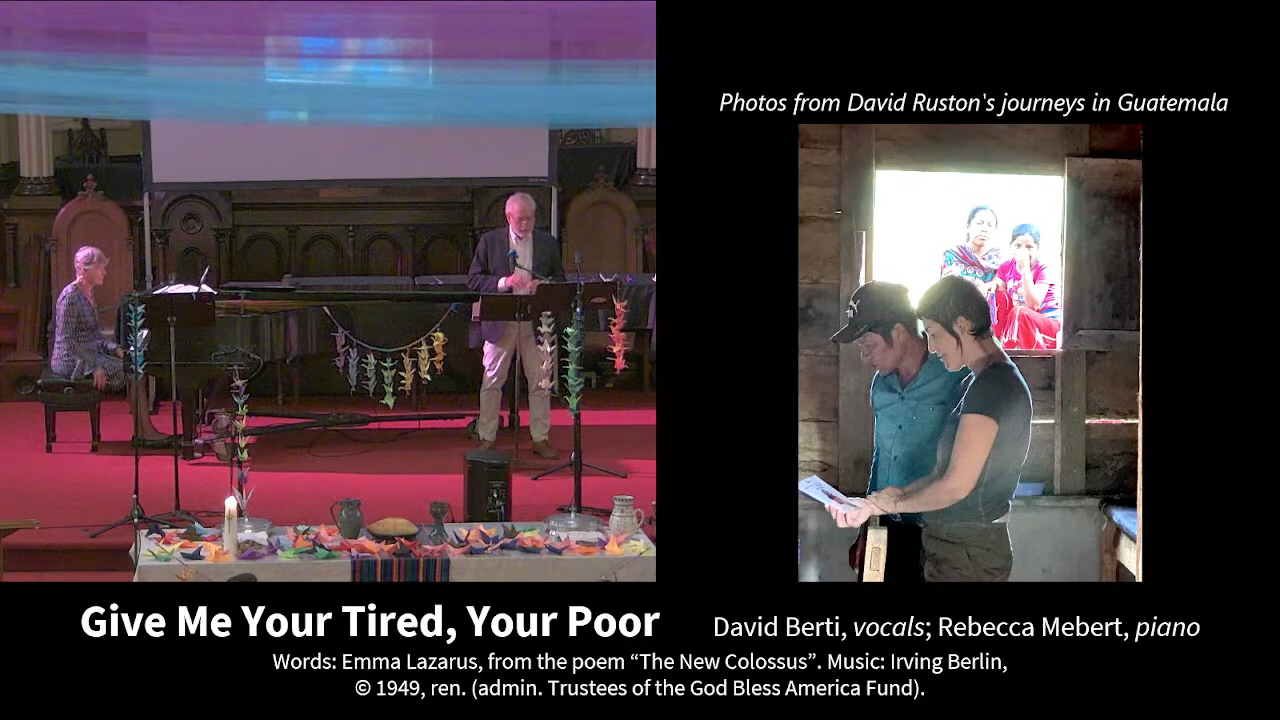 Photos from David Ruston's journeys in Guatemala
Give Me Your Tired, Your Poor
David Berti, vocals; Rebecca Mebert, piano
Words: Emma Lazarus, from the poem “The New Colossus”. Music: Irving Berlin,
© 1949, ren. (admin. Trustees of the God Bless America Fund).